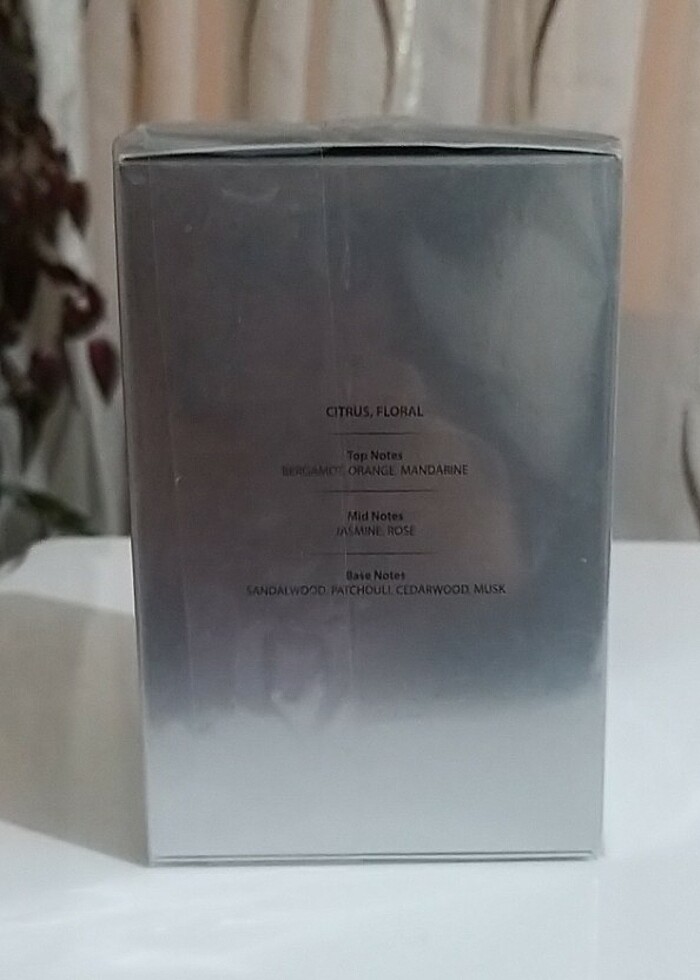 CITRUS, FLORAL
Top Notes
BERGAMOT, ORANGE, MANDARINE
Mid Notes
JASMINE, ROSE
Base Notes
SANDALWOOD, PATCHOULI, CEDARWOOD, MUSK